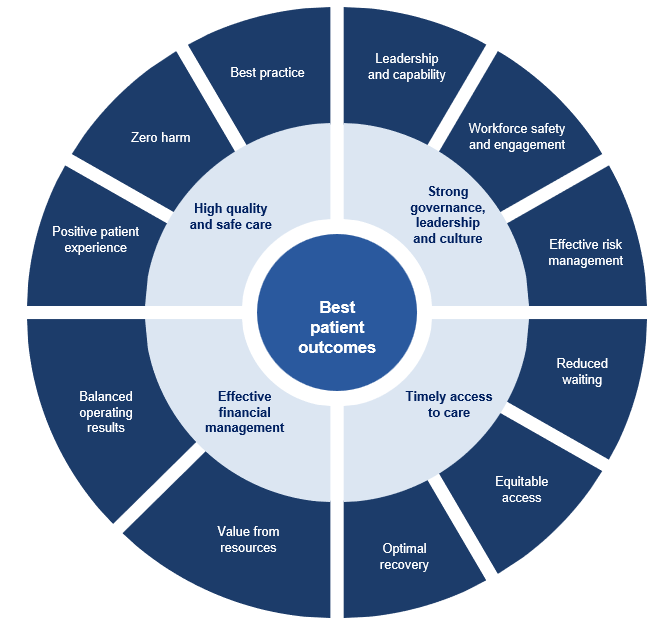 Best practice
Leadership
and capability
Zero harm
Workforce safety
and engagement
Positive patient
experience
High quality
and safe care
Strong
governance,
leadership
and culture
Effective risk
management
Best
patient
outcomes
Balanced
operating
results
Effective
financial
management
Timely access
to care
Reduced
waiting
Value from
resources
Optimal
recovery
Equitable
access